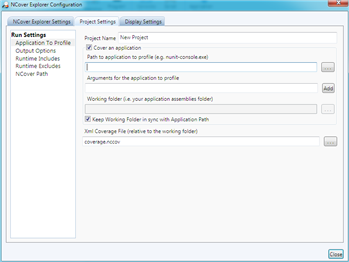 NCover Explorer Configuration
NCover Explorer Settings
Project Settings
Display Settings
Run Settings
Application To Profile
Output Options
Runtime Includes
Runtime Excludes
NCover Path
Project Name New Project
Cover an application
Path to application to profile (e.g. nunit-console.exe)
...
Arguments for the application to profile
Add
Working folder (i.e. your application.assemblies folder)
...
Keep Working Folder in sync with Application Path
Xml Coverage File (relative to the working folder)
coverage.nccov
...
Close